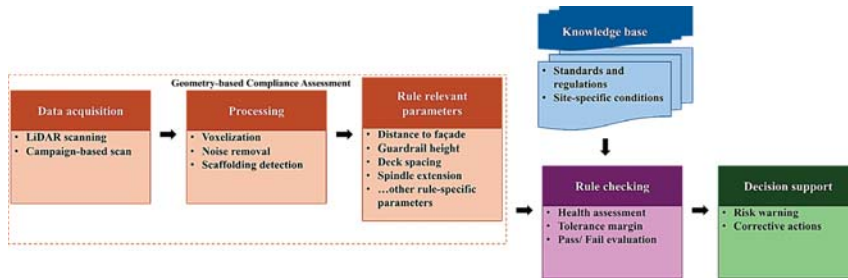 Knowledge base
• Standards and
regulations
• Site-specific conditions
Geometry-based Compliance Assessment
Data acquisition
• LiDAR scanning
• Campaign-based scan
Processing
• Voxelization
• Noise removal
• Scaffolding detection
Rule relevant
parameters
• Distance to façade
• Guardrail height
• Deck spacing
• Spindle extension
• …other rule-specific
parameters
Rule checking
• Health assessment
• Tolerance margin
• Pass/ Fail evaluation
Decision support
• Risk warning
• Corrective actions